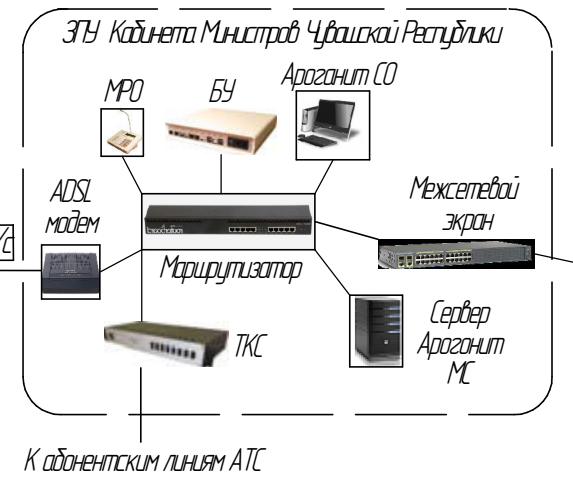 ЗПУ Кабинета Министров Чувашской Республики
МРО
БУ
Арогонит СО
ADSL
модем
/с
Маршрутизатор
Межсетевой
экран
ТКС
Сервер
Арогонит
МС
К абонентским линиям АТС